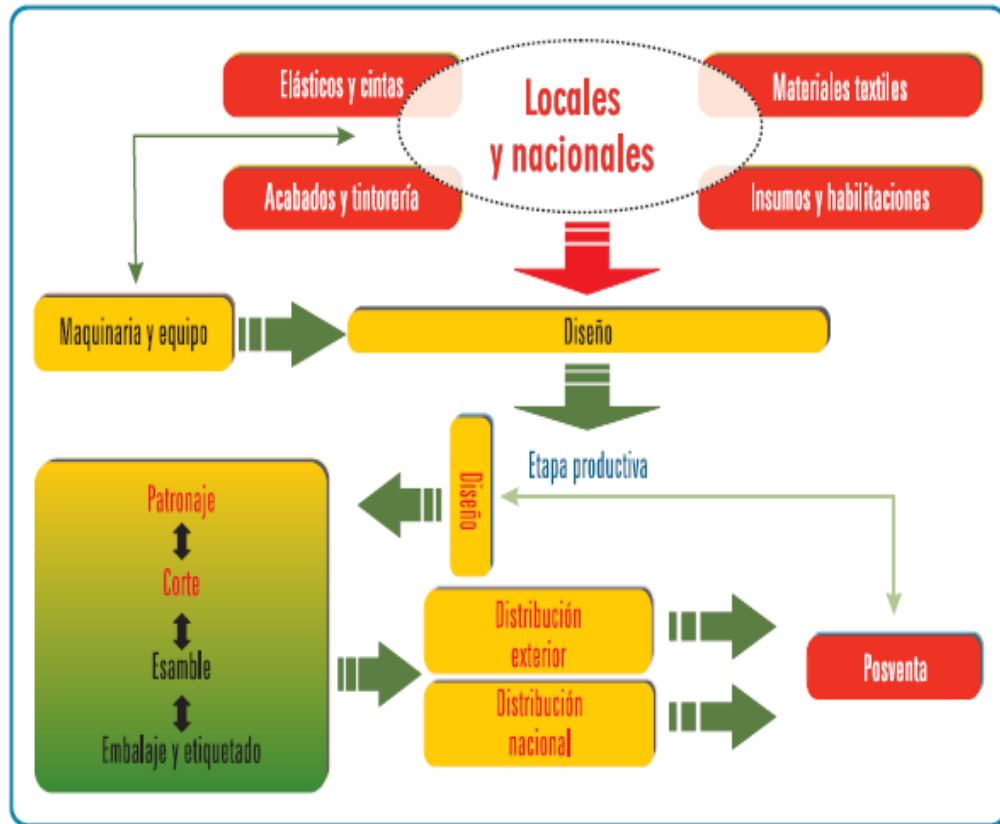 Elásticos y cintas
Locales
y nacionales
Materiales textiles
Acabados y tintorería
Insumos y habilitaciones
Maquinaria y equipo
Diseño
Diseño
Etapa productiva
Patronaje
Corte
Esamble
Embalaje y etiquetado
Distribución
exterior
Distribución
nacional
Posventa